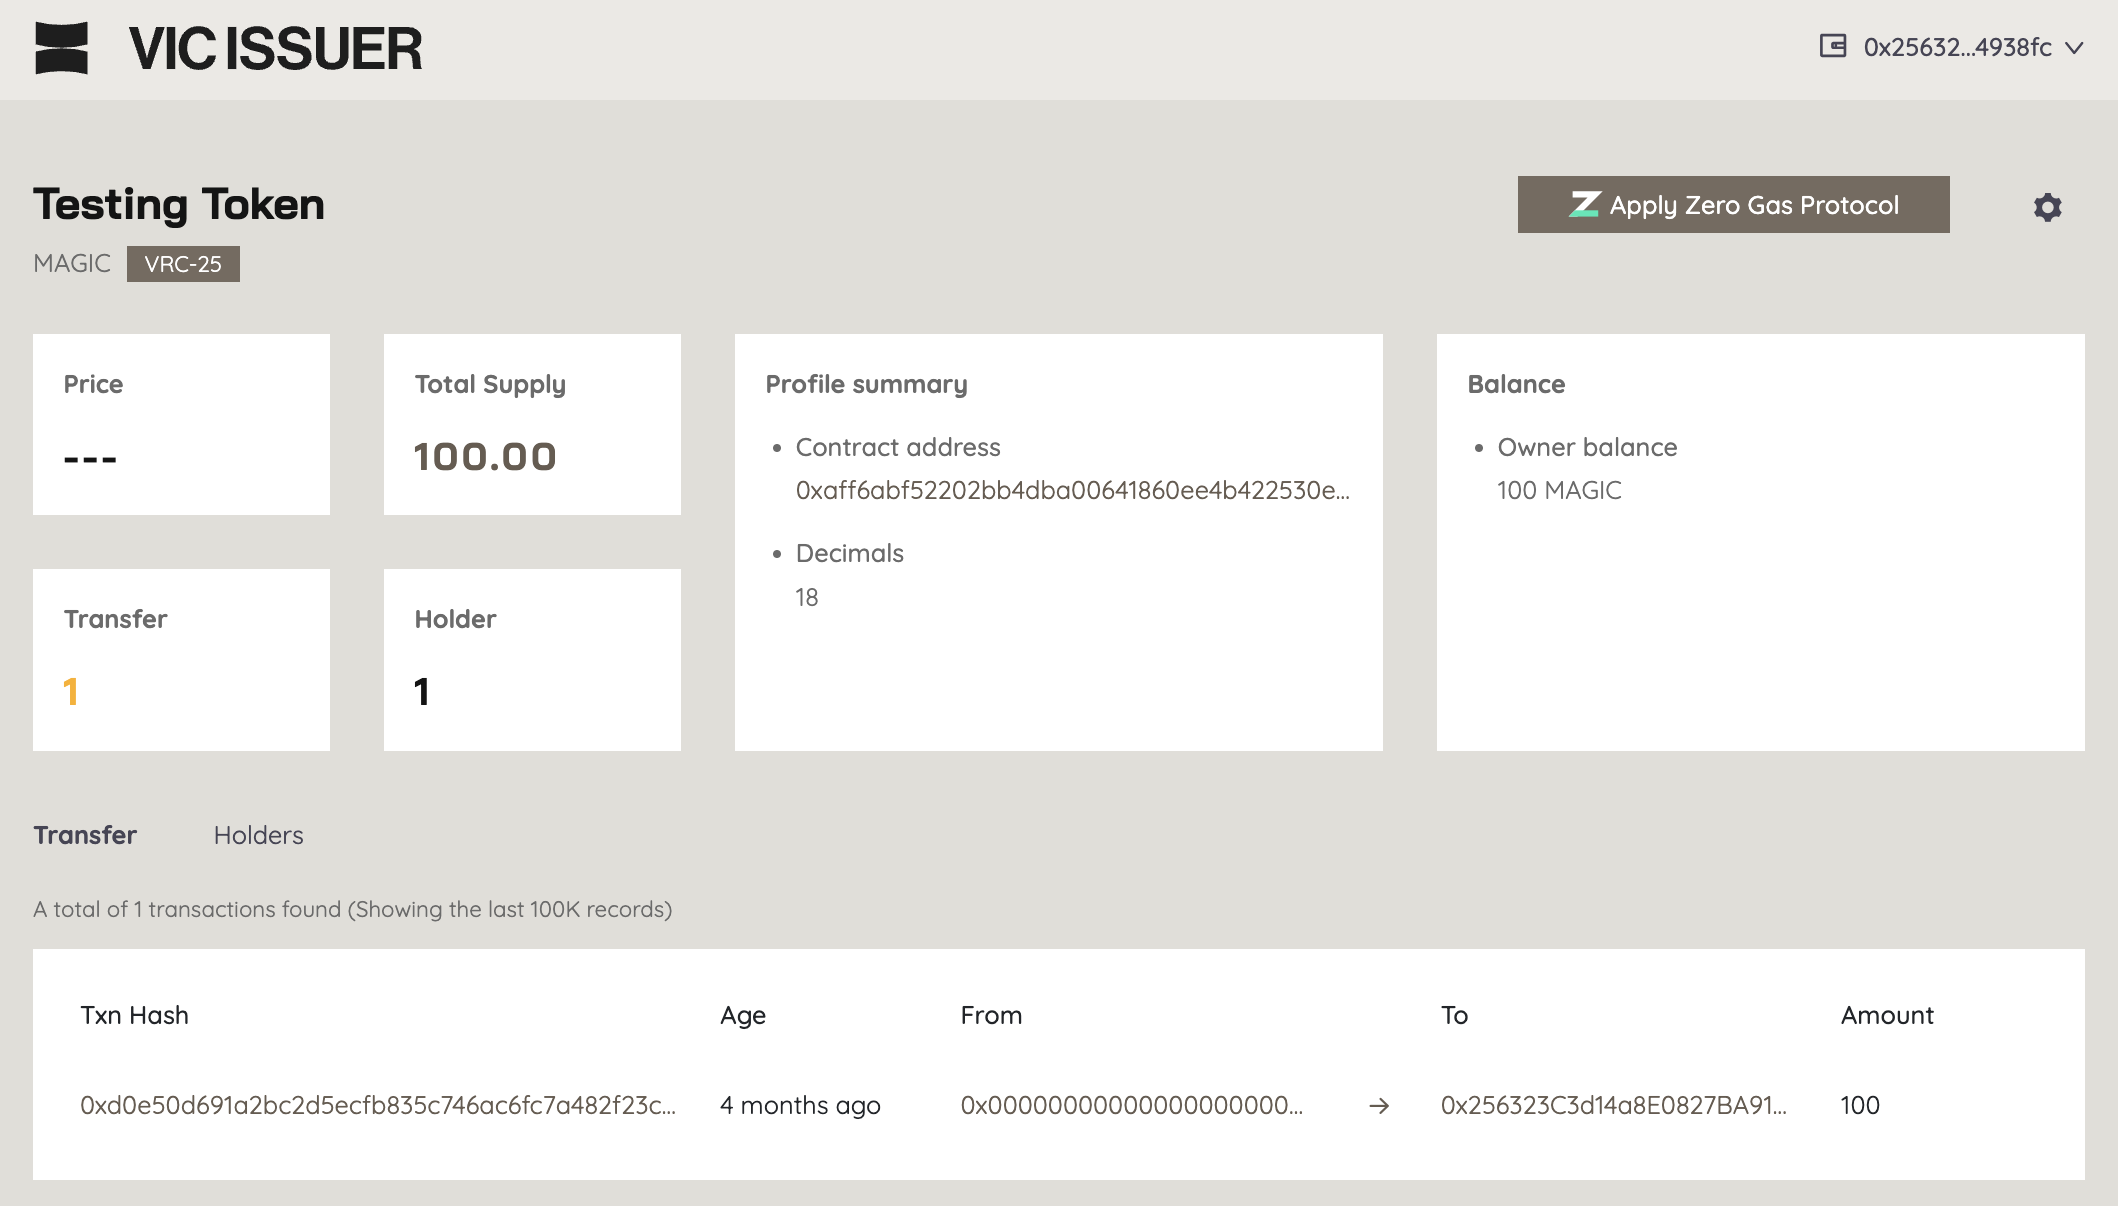 VIC ISSUER
0x25632...4938fc
Testing Token
Apply Zero Gas Protocol
MAGIC VRC-25
Price
---
Total Supply
100.00
Profile summary
Contract address
0xaff6abf52202bb4dba00641860ee4b422530e...
Decimals
18
Balance
Owner balance
100 MAGIC
Transfer
1
Holder
1
Transfer Holders
A total of 1 transactions found (Showing the last 100K records)
Txn Hash Age From To Amount
0xd0e50d691a2bc2d5ecfb835c746ac6fc7a482f23c... 4 months ago 0x00000000000000000000... → 0x256323C3d14a8E0827BA91... 100